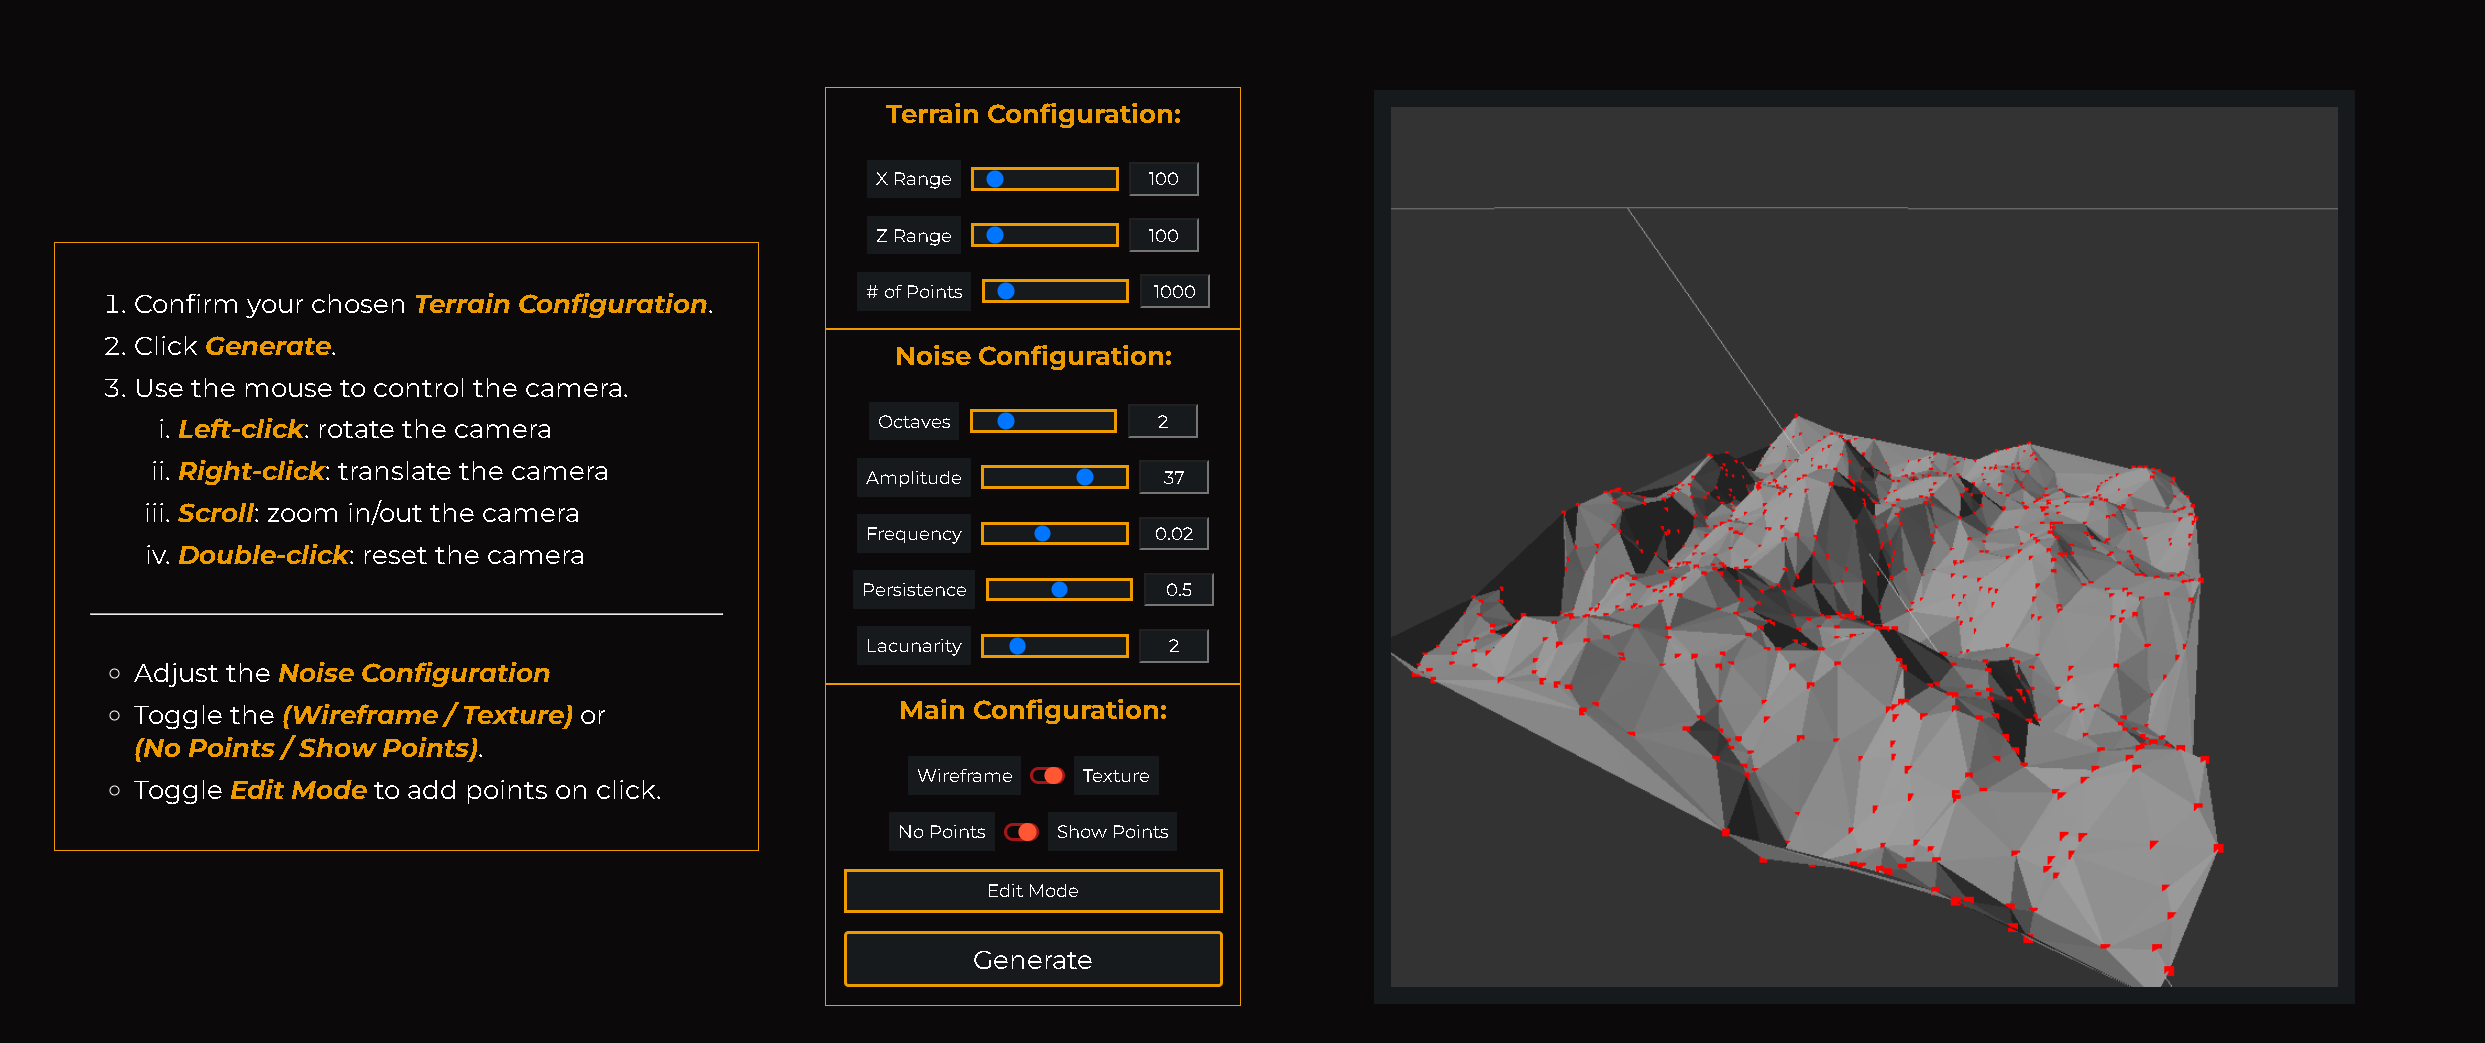 1. Confirm your chosen Terrain Configuration.
2. Click Generate.
3. Use the mouse to control the camera.
i. Left-click: rotate the camera
ii. Right-click: translate the camera
iii. Scroll: zoom in/out the camera
iv. Double-click: reset the camera
Adjust the Noise Configuration
Toggle the (Wireframe / Texture) or
(No Points / Show Points).
Toggle Edit Mode to add points on click.
Terrain Configuration:
X Range 100
Z Range 100
# of Points 1000
Noise Configuration:
Octaves 2
Amplitude 37
Frequency 0.02
Persistence 0.5
Lacunarity 2
Main Configuration:
Wireframe Texture
No Points Show Points
Edit Mode
Generate